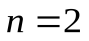 n = 2